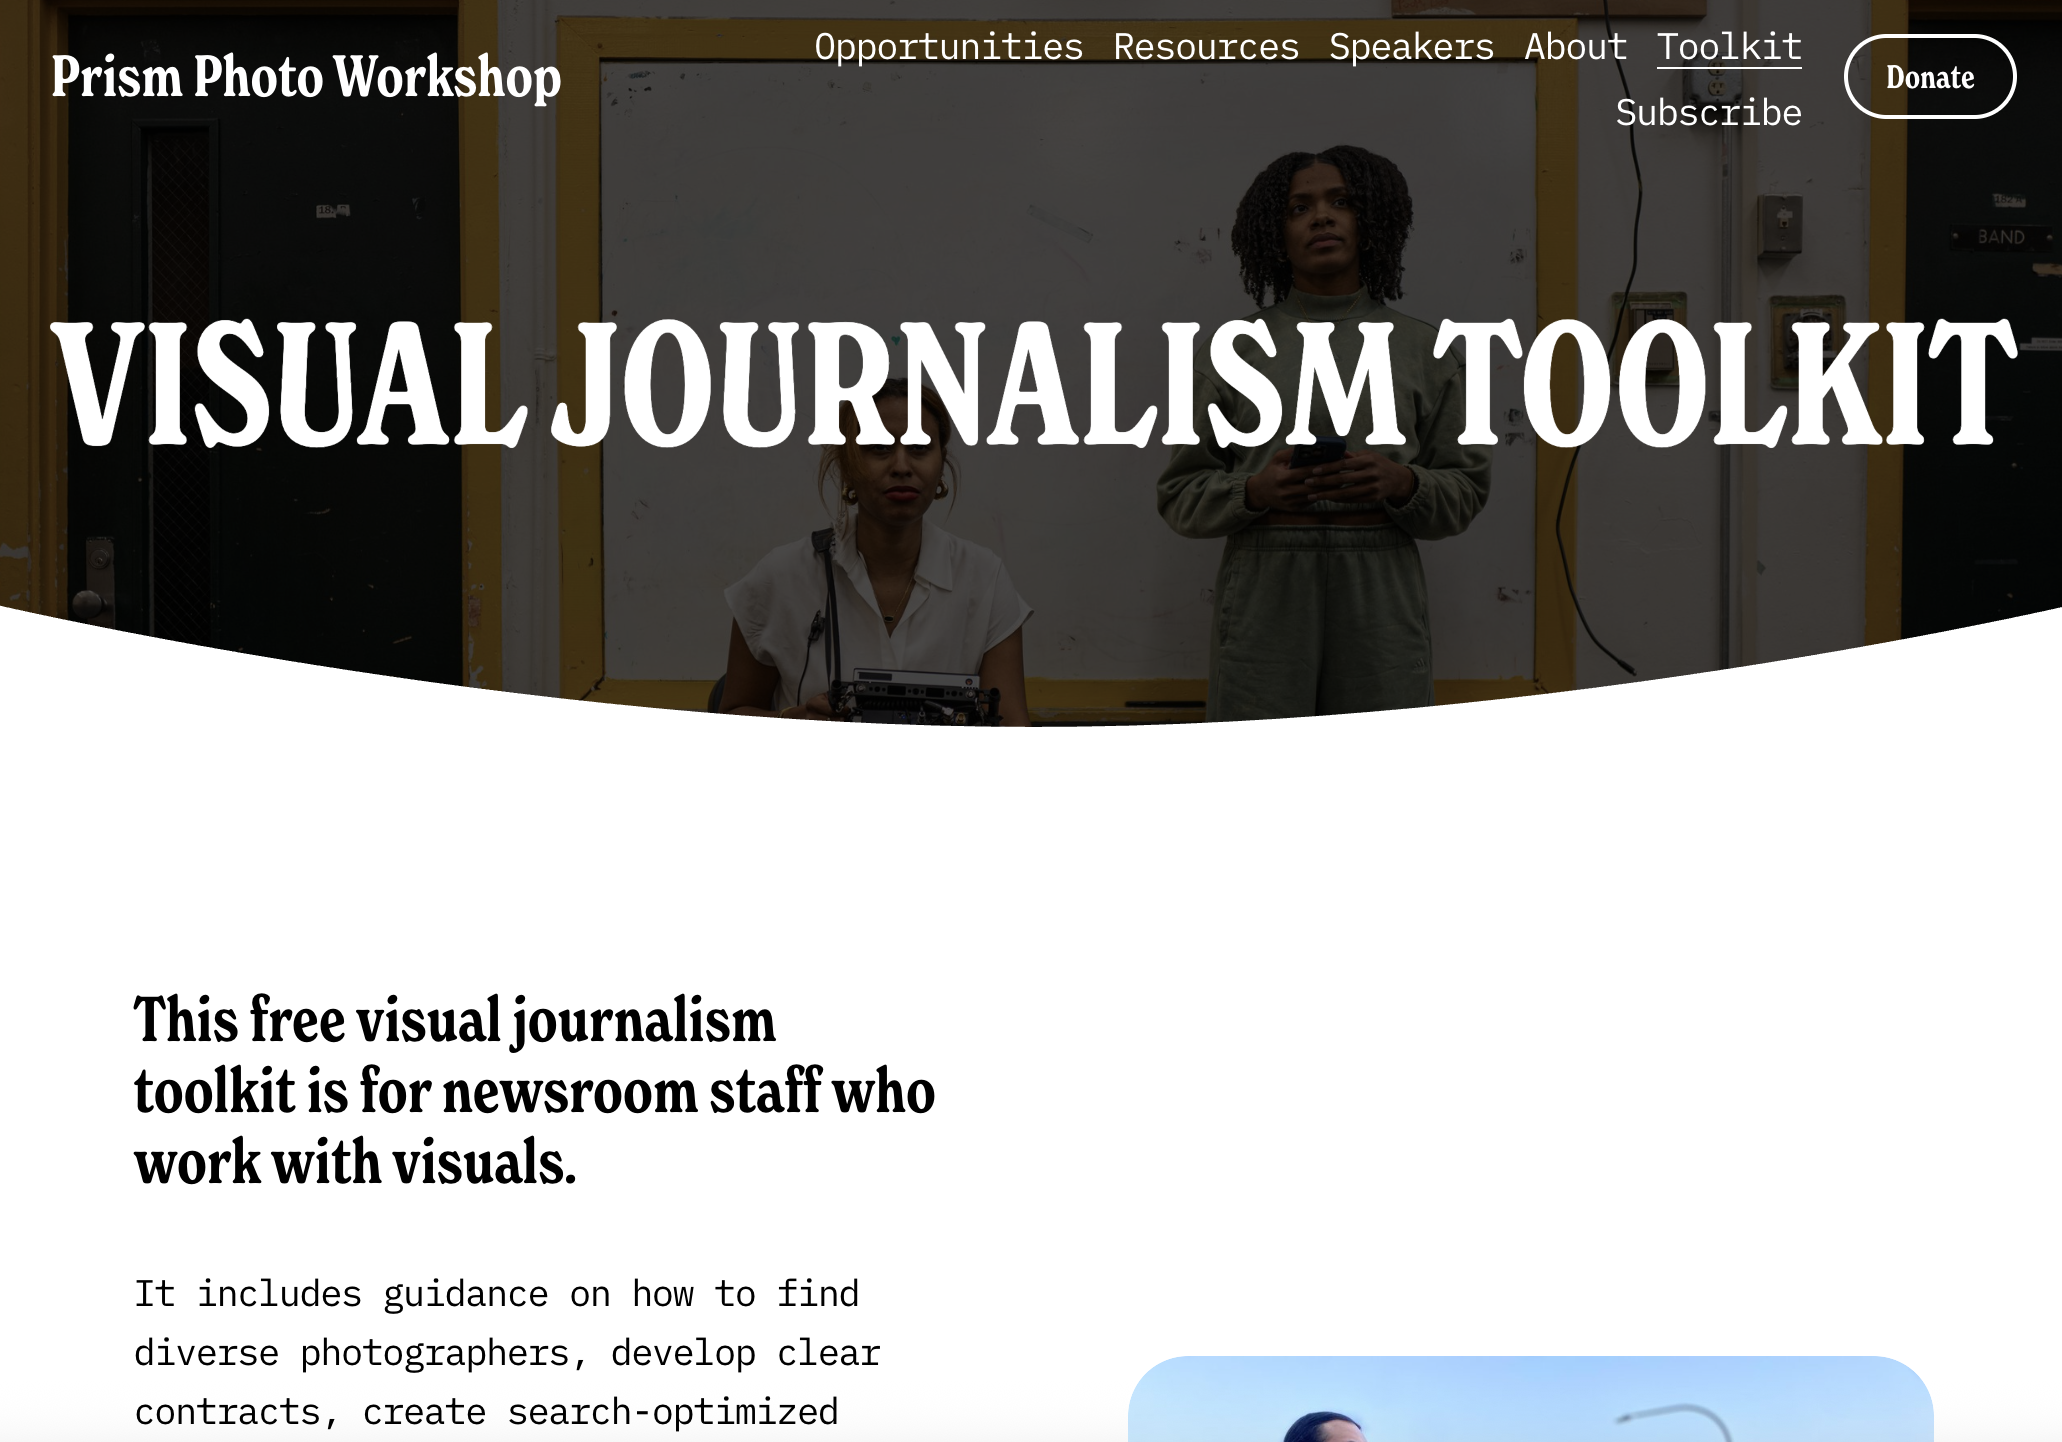 Prism Photo Workshop
Opportunities Resources Speakers About Toolkit
Subscribe
Donate
BAND
VISUAL JOURNALISM TOOLKIT
This free visual journalism
toolkit is for newsroom staff who
work with visuals.
It includes guidance on how to find
diverse photographers, develop clear
contracts, create search-optimized